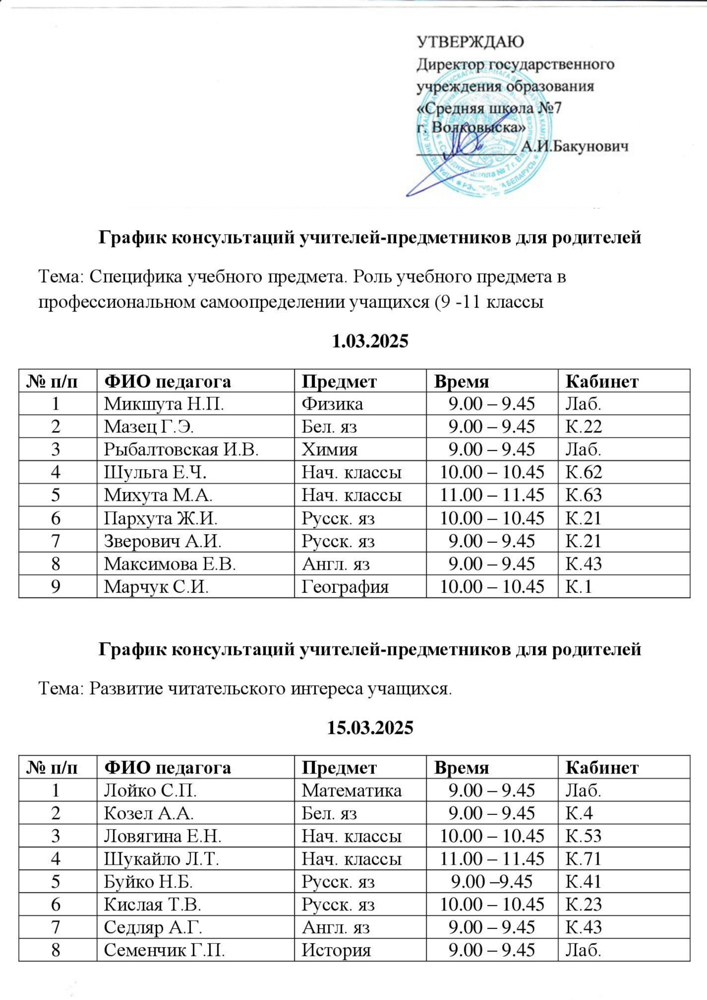 УТВЕРЖДАЮ
Директор государственного
учреждения образования
«Средняя школа №7
г. Волковыска»
А.И.Бакунович
График консультаций учителей-предметников для родителей
Тема: Специфика учебного предмета. Роль учебного предмета в
профессиональном самоопределении учащихся (9 -11 классы
1.03.2025
№ п/п ФИО педагога Предмет Время Кабинет
1 Микшута Н.П. Физика 9.00 – 9.45 Лаб.
2 Мазец Г.Э. Бел. яз 9.00 – 9.45 К.22
3 Рыбалтовская И.В. Химия 9.00 – 9.45 Лаб.
4 Шульга Е.Ч. Нач. классы 10.00 – 10.45 К.62
5 Михута М.А. Нач. классы 11.00 – 11.45 К.63
6 Пархута Ж.И. Русск. яз 10.00 – 10.45 К.21
7 Зверович А.И. Русск. яз 9.00 – 9.45 К.21
8 Максимова Е.В. Англ. яз 9.00 – 9.45 К.43
9 Марчук С.И. География 10.00 – 10.45 К.1
График консультаций учителей-предметников для родителей
Тема: Развитие читательского интереса учащихся.
15.03.2025
№ п/п ФИО педагога Предмет Время Кабинет
1 Лойко С.П. Математика 9.00 – 9.45 Лаб.
2 Козел А.А. Бел. яз 9.00 – 9.45 К.4
3 Ловягина Е.Н. Нач. классы 10.00 – 10.45 К.53
4 Шукайло Л.Т. Нач. классы 11.00 – 11.45 К.71
5 Буйко Н.Б. Русск. яз 9.00 –9.45 К.41
6 Кислая Т.В. Русск. яз 10.00 – 10.45 К.23
7 Седляр А.Г. Англ. яз 9.00 – 9.45 К.43
8 Семенчик Г.П. История 9.00 – 9.45 Лаб.